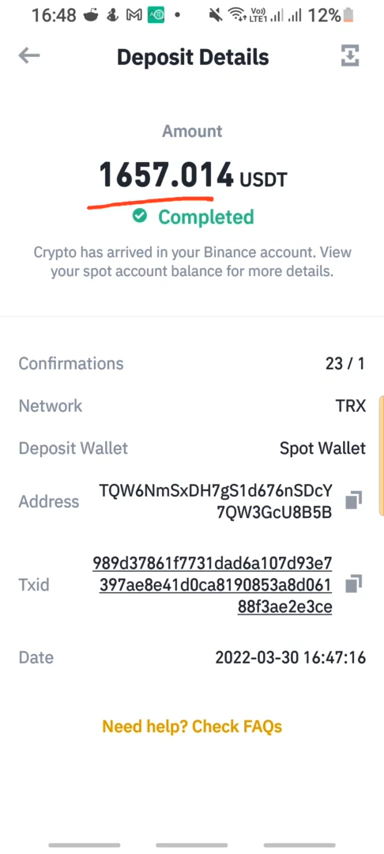 16:48 Vo) LTE1 12%
Deposit Details
Amount
1657.014 USDT
Completed
Crypto has arrived in your Binance account. View
your spot account balance for more details.
Confirmations 23 / 1
Network TRX
Deposit Wallet Spot Wallet
TQW6NmSxDH7gS1d676nSDcY
Address 7QW3GcU8B5B
989d37861f7731dad6a107d93e7
Txid 397ae8e41d0ca8190853a8d061
88f3ae2e3ce
Date 2022-03-30 16:47:16
Need help? Check FAQs